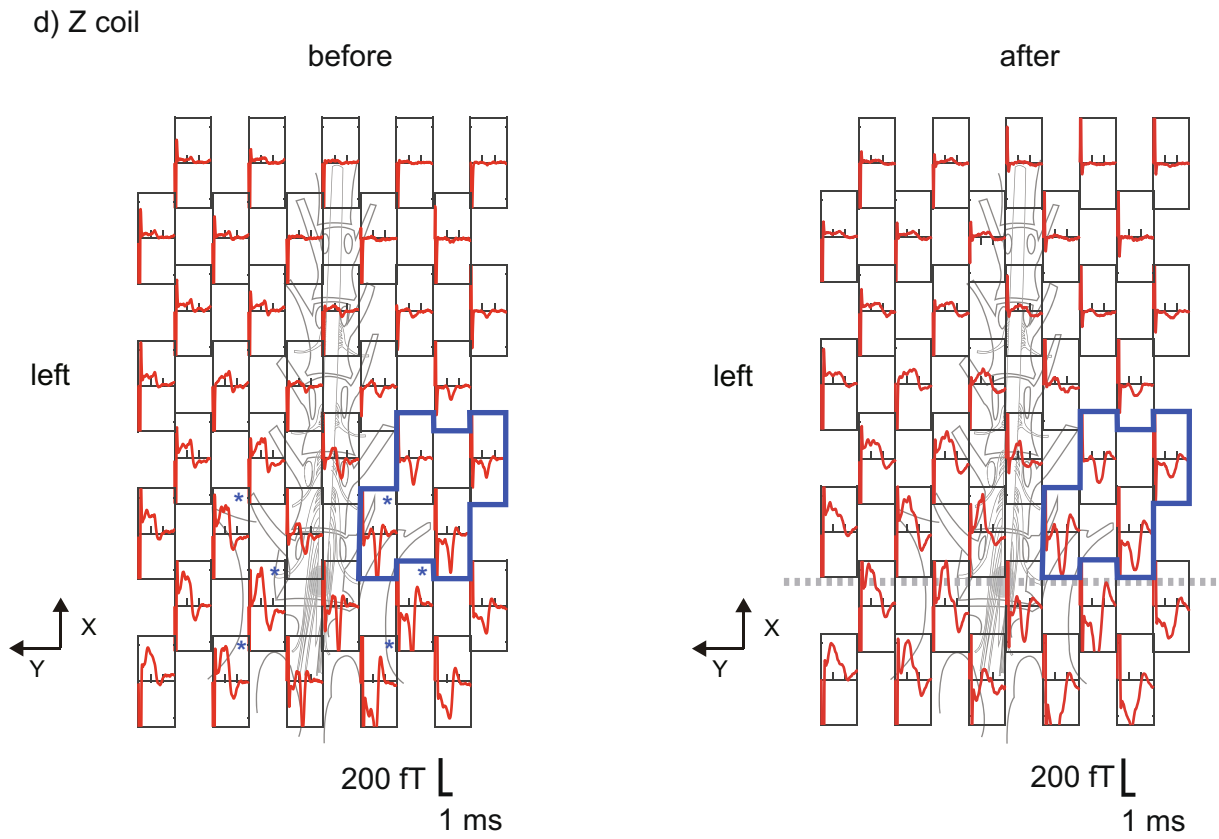 d) Z coil
before
after
left
left
*
*
*
*
*
*
X
Y
X
Y
200 fT
1 ms
200 fT
1 ms